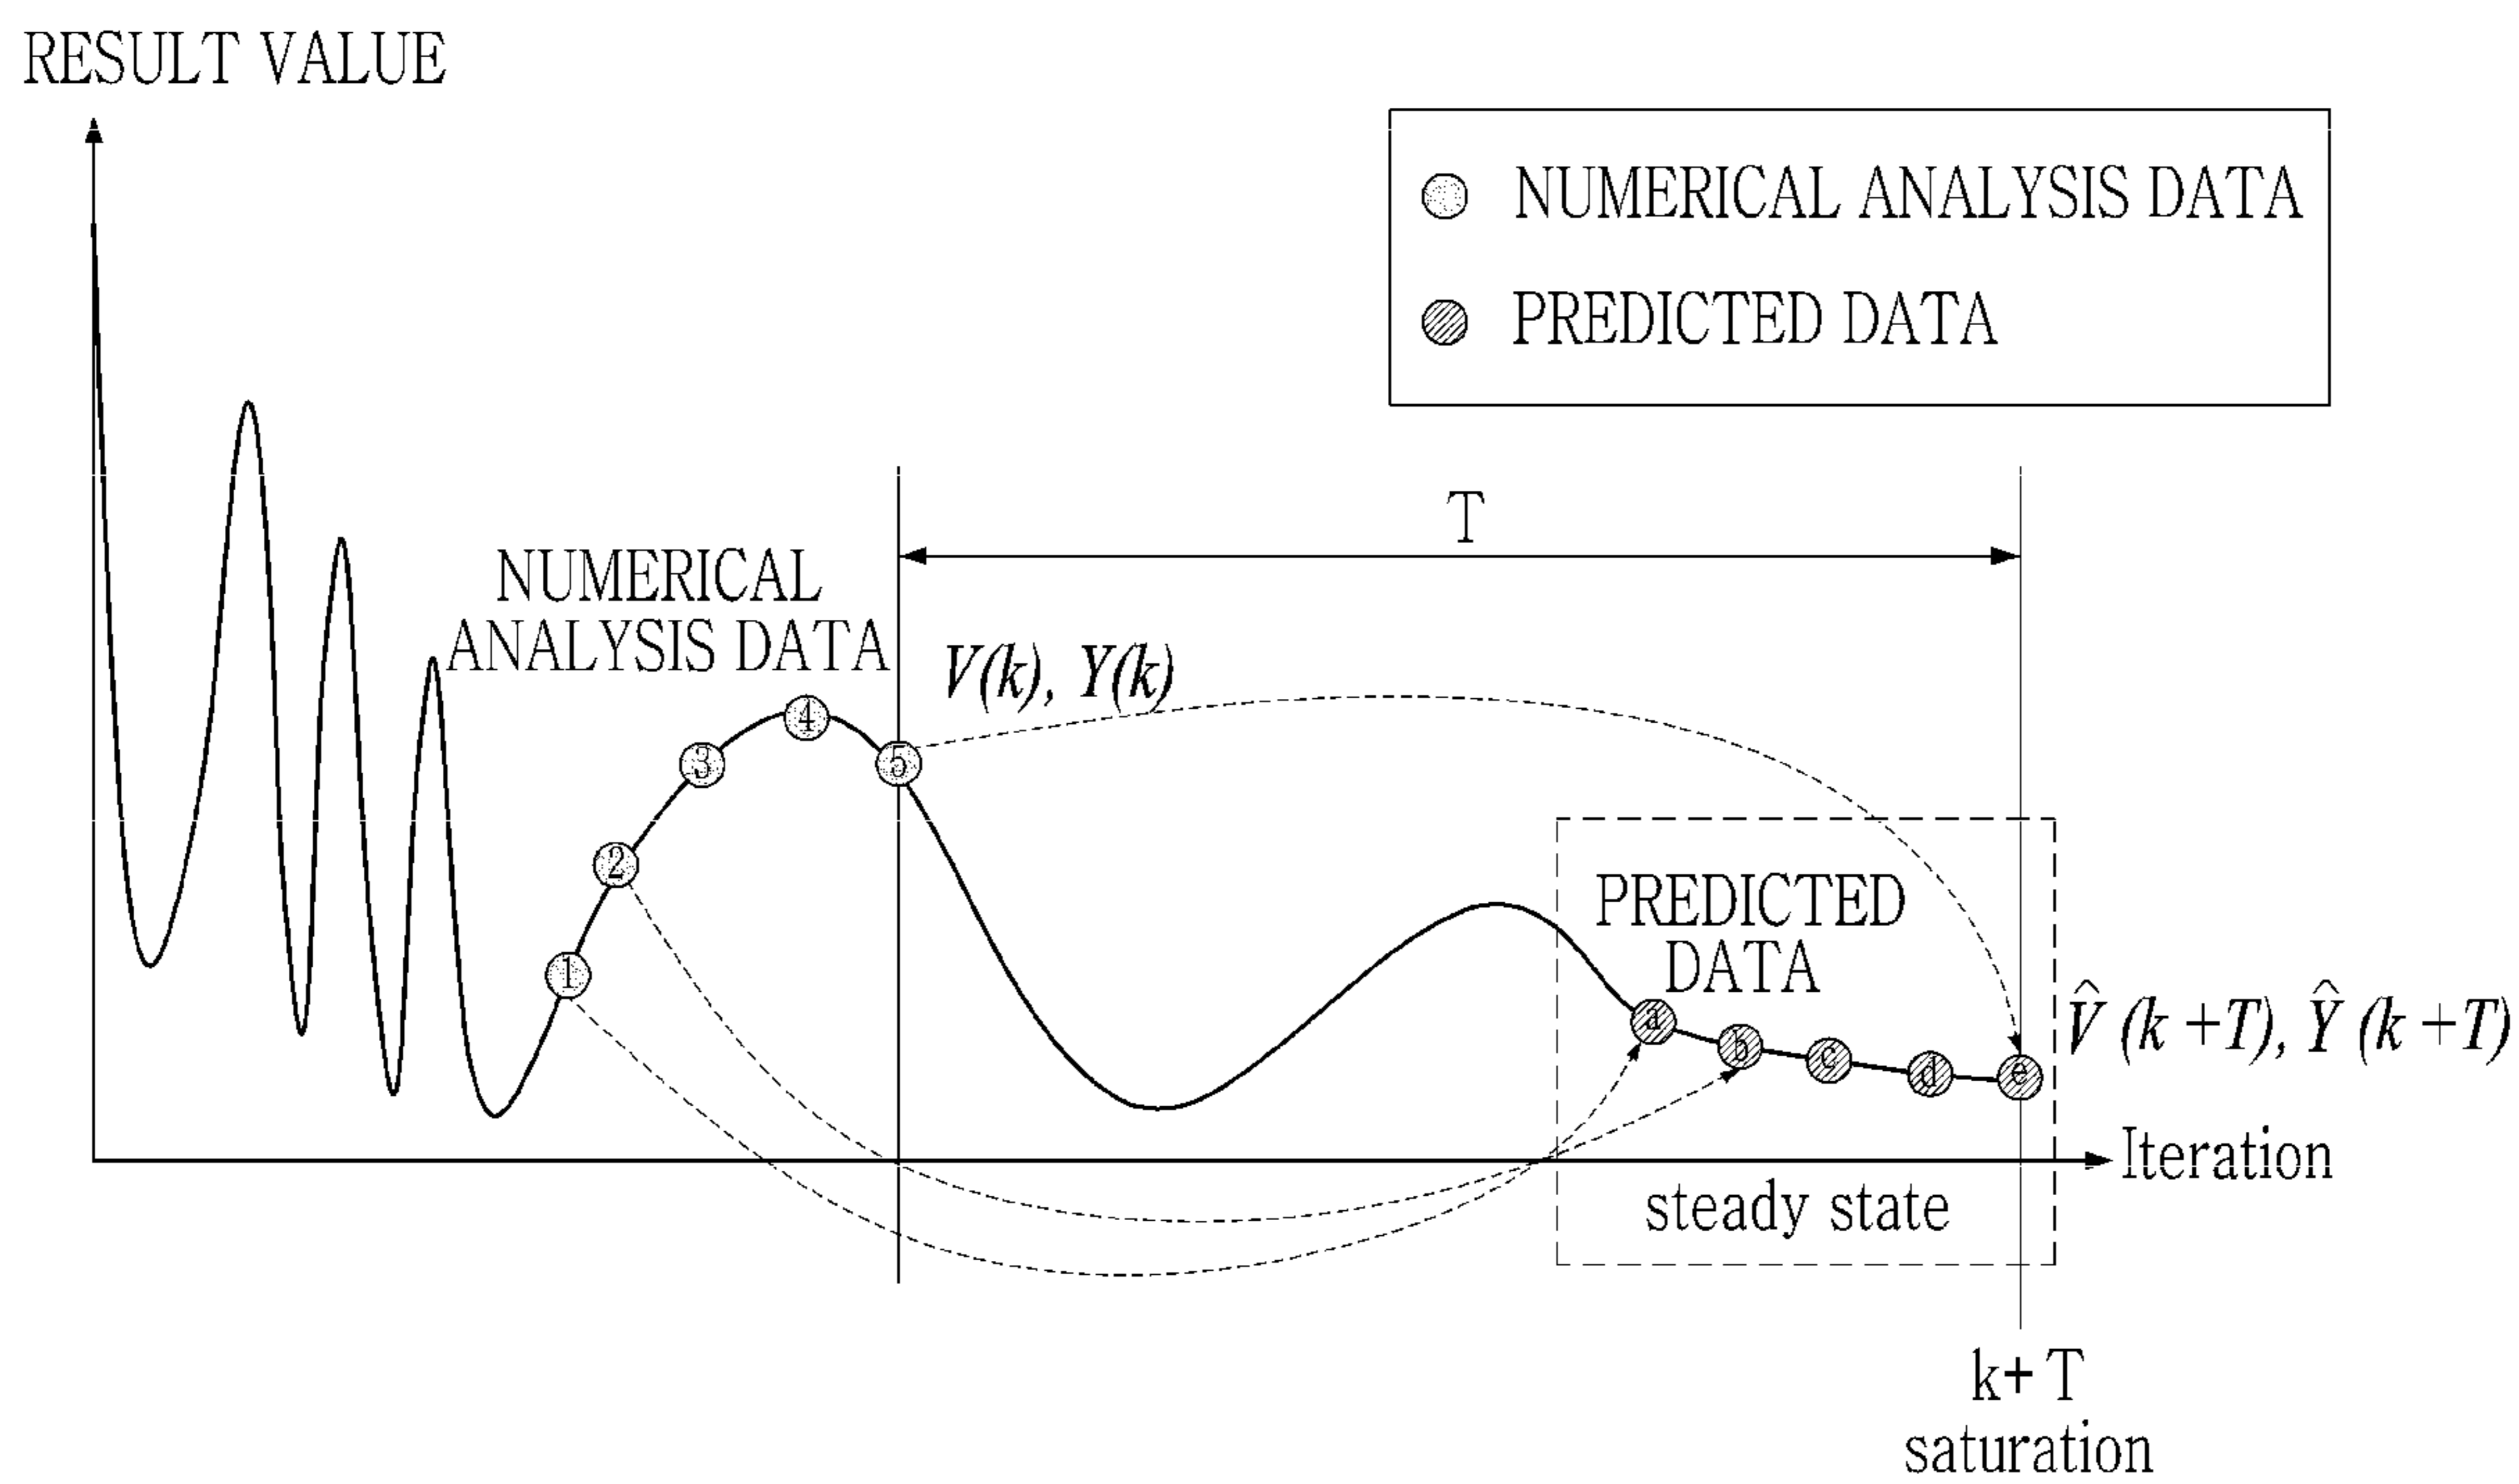 RESULT VALUE
NUMERICAL ANALYSIS DATA
PREDICTED DATA
T
NUMERICAL
ANALYSIS DATA
V(k), Y(k)
4
3
5
2
1
PREDICTED
DATA
a
b
c
d
e
V̂ (k +T), Ŷ (k +T)
Iteration
steady state
k+ T
saturation